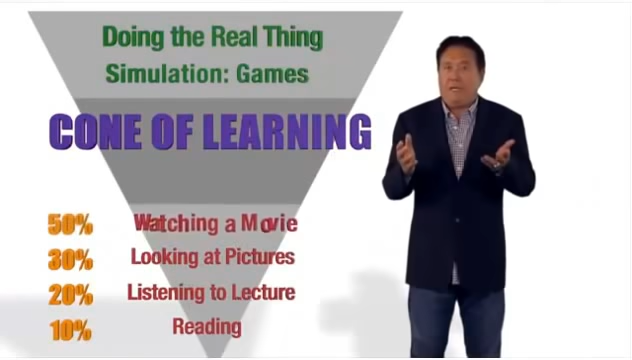 Doing the Real Thing
Simulation: Games
CONE OF LEARNING
50% Watching a Movie
30% Looking at Pictures
20% Listening to Lecture
10% Reading